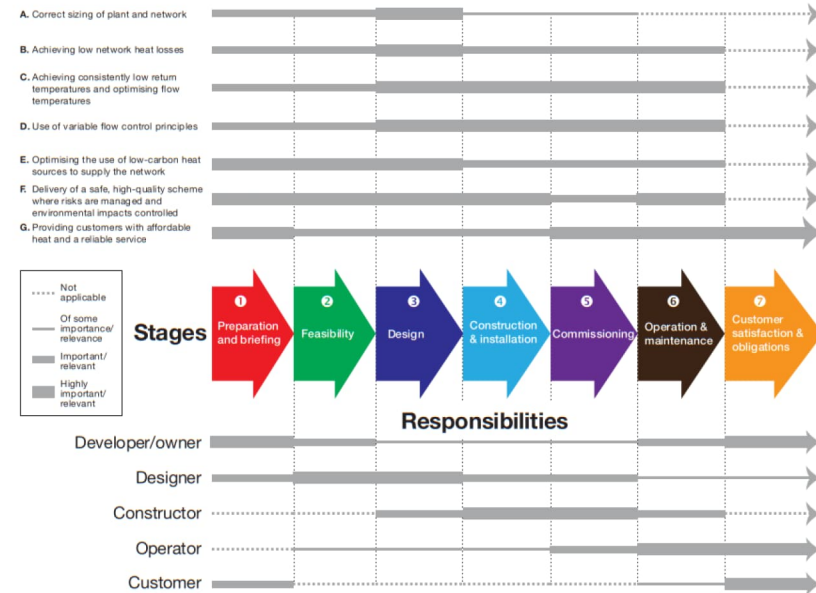 A. Correct sizing of plant and network
B. Achieving low network heat losses
C. Achieving consistently low return
temperatures and optimising flow
temperatures
D. Use of variable flow control principles
E. Optimising the use of low-carbon heat
sources to supply the network
F. Delivery of a safe, high-quality scheme
where risks are managed and
environmental impacts controlled
G. Providing customers with affordable
heat and a reliable service
Not
applicable
Of some
importance/
relevance
Important/
relevant
Highly
important/
relevant
Stages
1
Preparation
and briefing
2
Feasibility
3
Design
4
Construction
& installation
5
Commissioning
6
Operation &
maintenance
7
Customer
satisfaction &
obligations
Responsibilities
Developer/owner
Designer
Constructor
Operator
Customer